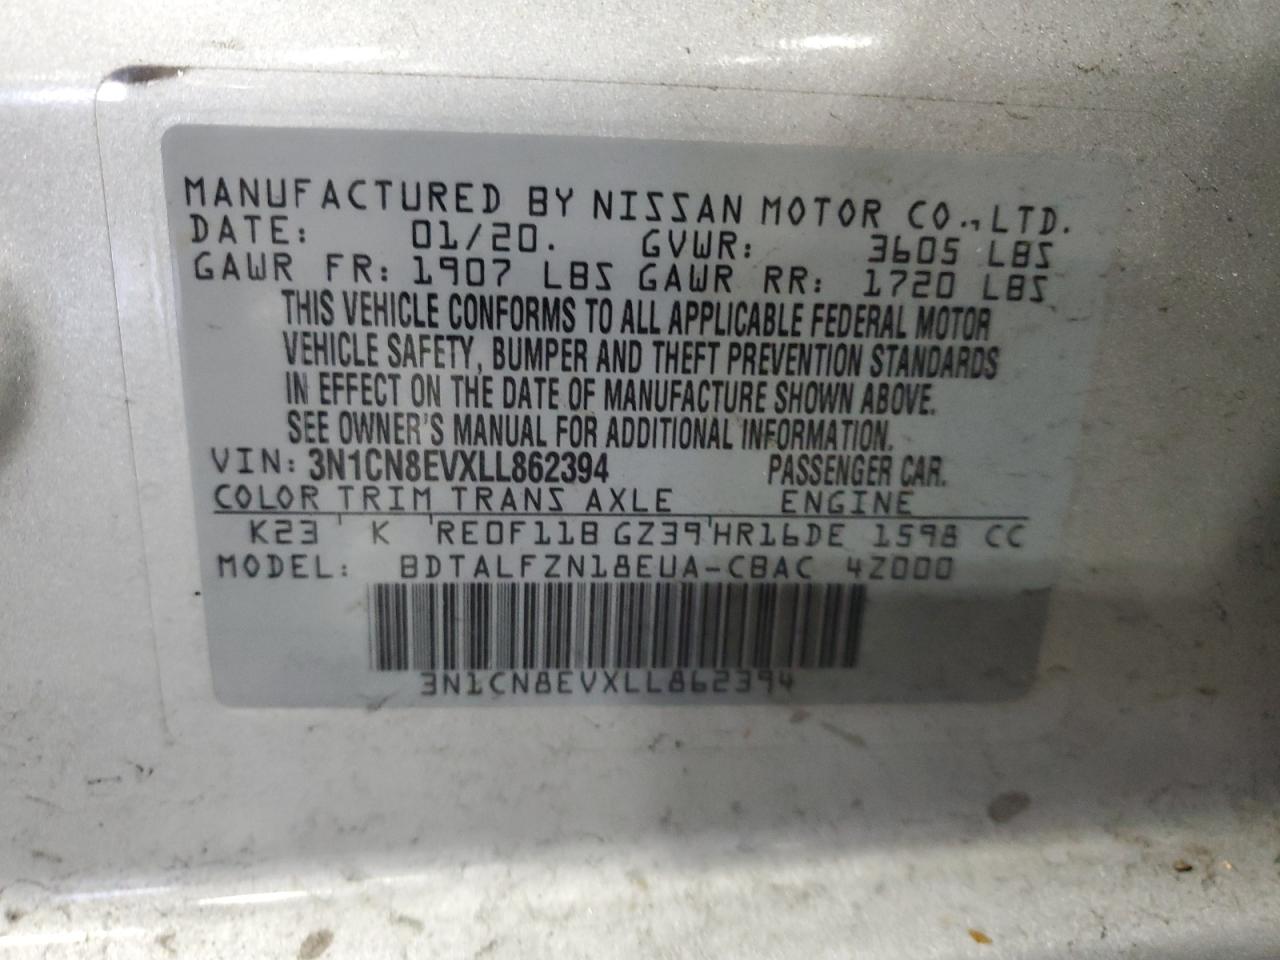 MANUFACTURED BY NISSAN MOTOR CO.,LTD.
DATE: 01/20. GVWR: 3605 LBS
GAWR FR: 1907 LBS GAWR RR: 1720 LBS
THIS VEHICLE CONFORMS TO ALL APPLICABLE FEDERAL MOTOR
VEHICLE SAFETY, BUMPER AND THEFT PREVENTION STANDARDS
IN EFFECT ON THE DATE OF MANUFACTURE SHOWN ABOVE.
SEE OWNER'S MANUAL FOR ADDITIONAL INFORMATION.
VIN: 3N1CN8EVXLL862394 PASSENGER CAR.
COLOR TRIM TRANS AXLE ENGINE
K23 K RE0F11B GZ39 HR16DE 1598 CC
MODEL: BDTALFZN18EUA-CBAC 4Z000
3N1CN8EVXLL862394